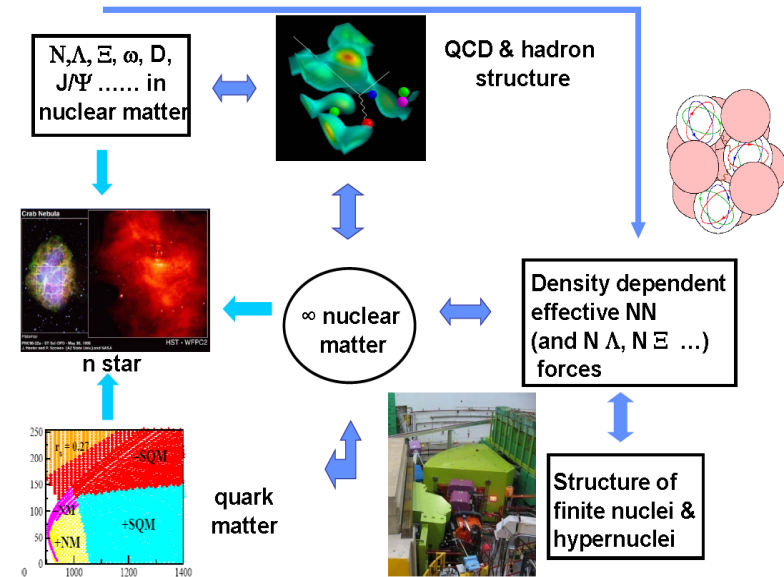 N,Λ, Ξ, ω, D,
J/Ψ …… in
nuclear matter
QCD & hadron
structure
Crab Nebula
HST • WFPC2
n star
∞ nuclear
matter
Density dependent
effective NN
(and N Λ, N Ξ …)
forces
Structure of
finite nuclei &
hypernuclei
quark
matter
250
200
150
100
50
0
0
1000
1200
1400
-SQM
+SQM
-NM
+NM